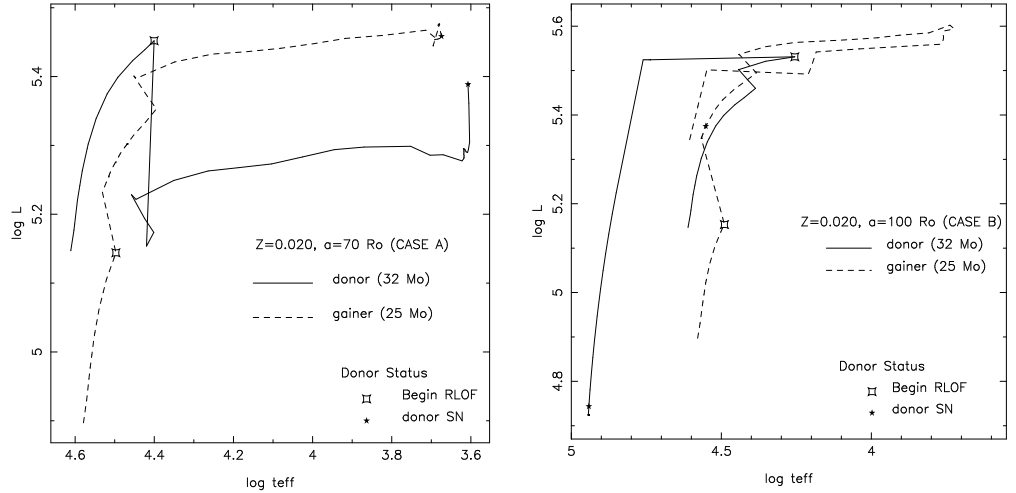 log L
5.4
5.2
5
4.6
4.4
4.2
4
3.8
3.6
log teff
Z=0.020, a=70 Ro (CASE A)
donor (32 Mo)
gainer (25 Mo)
Donor Status
Begin RLOF
donor SN
log L
5.6
5.4
5.2
5
4.8
5
4.5
4
log teff
Z=0.020, a=100 Ro (CASE B)
donor (32 Mo)
gainer (25 Mo)
Donor Status
Begin RLOF
donor SN